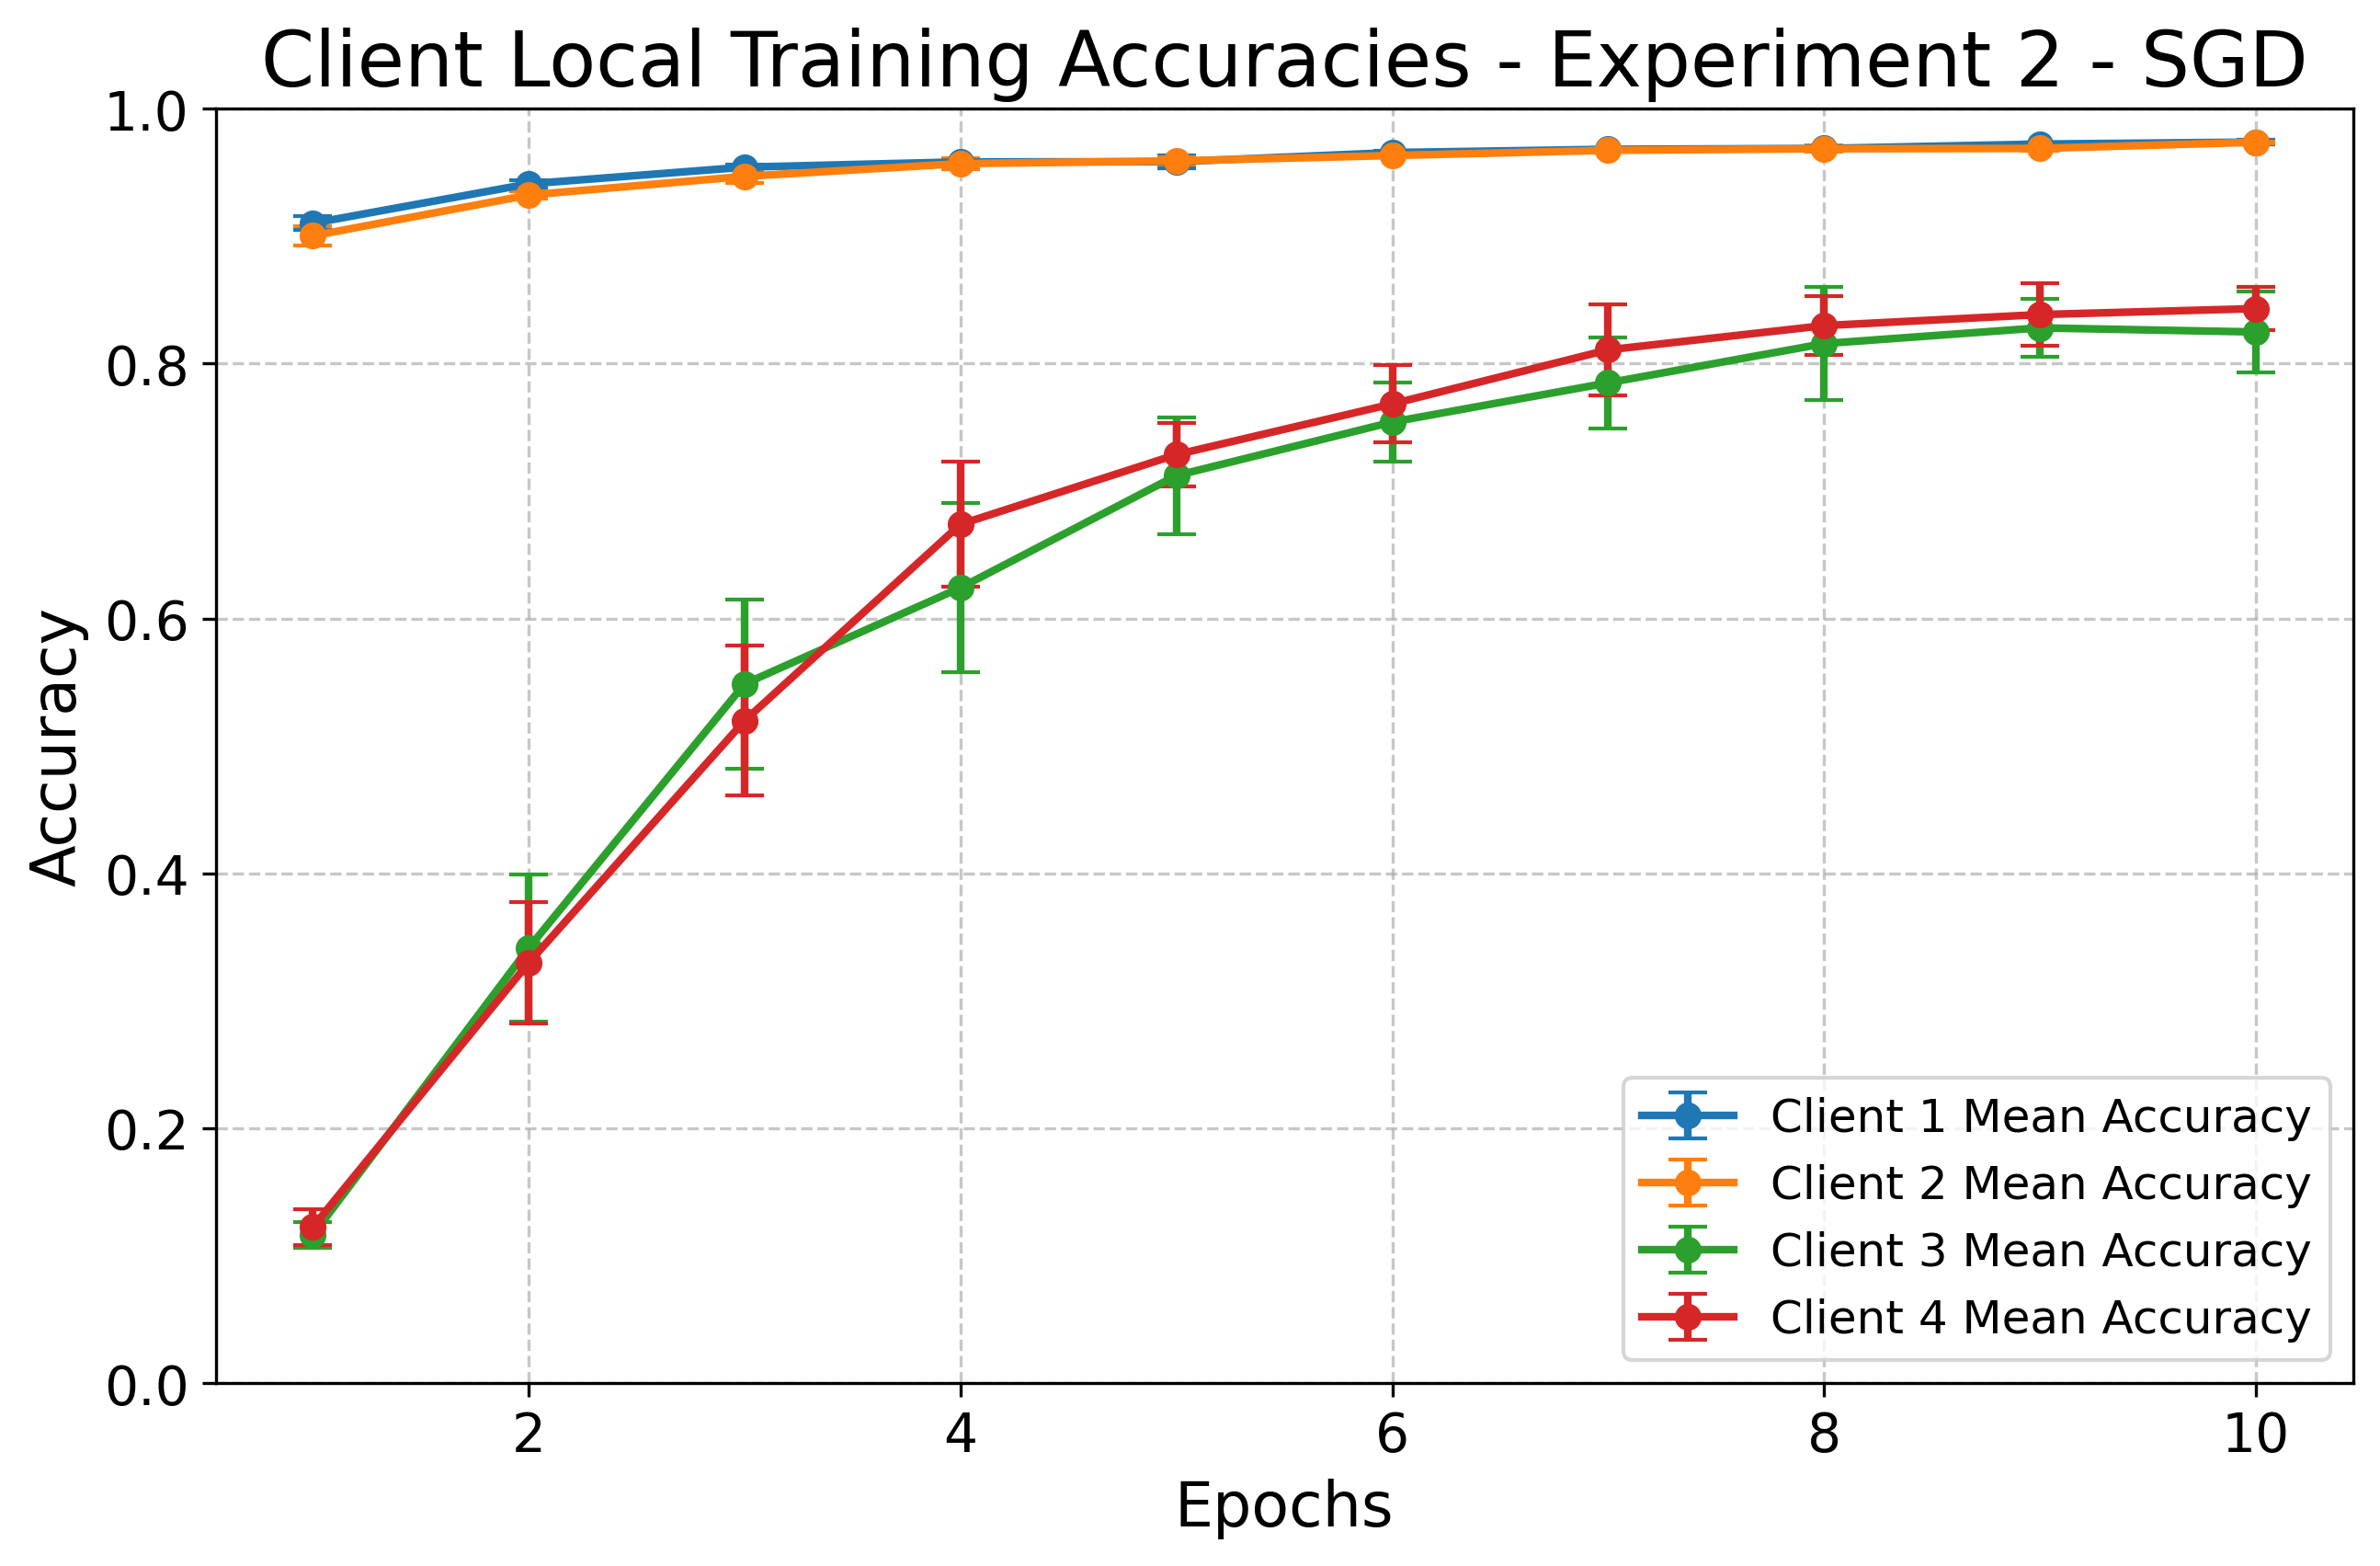 Client Local Training Accuracies - Experiment 2 - SGD
1.0
0.8
0.6
0.4
0.2
0.0
Accuracy
2
4
6
8
10
Epochs
Client 1 Mean Accuracy
Client 2 Mean Accuracy
Client 3 Mean Accuracy
Client 4 Mean Accuracy